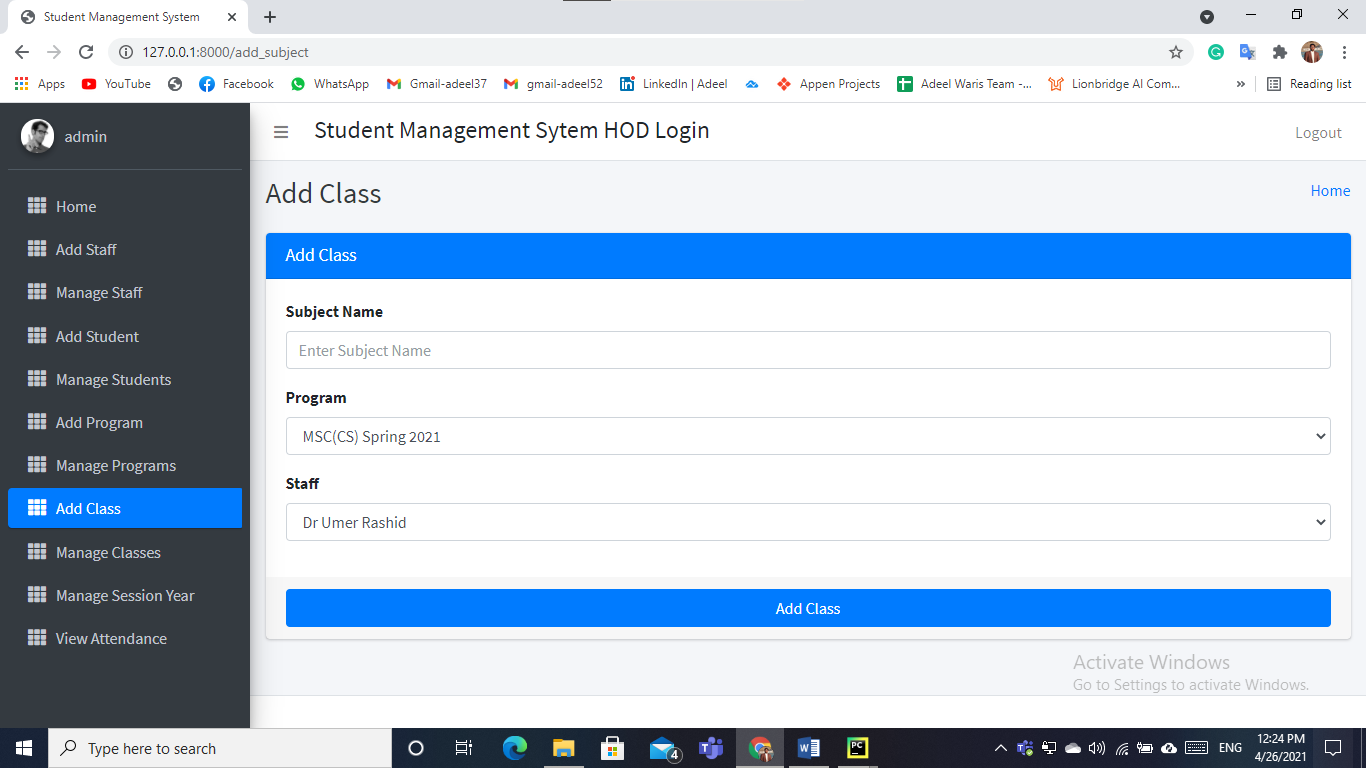 Student Management System
127.0.0.1:8000/add_subject
Apps
YouTube
Facebook
WhatsApp
Gmail-adeel37
gmail-adeel52
LinkedIn | Adeel
Appen Projects
Adeel Waris Team -...
Lionbridge AI Com...
»
Reading list
admin
Student Management Sytem HOD Login
Logout
Home
Add Staff
Manage Staff
Add Student
Manage Students
Add Program
Manage Programs
Add Class
Manage Classes
Manage Session Year
View Attendance
Add Class
Home
Add Class
Subject Name
Enter Subject Name
Program
MSC(CS) Spring 2021
Staff
Dr Umer Rashid
Add Class
Activate Windows
Go to Settings to activate Windows.
Type here to search
4
W
PC
ENG
12:24 PM
4/26/2021